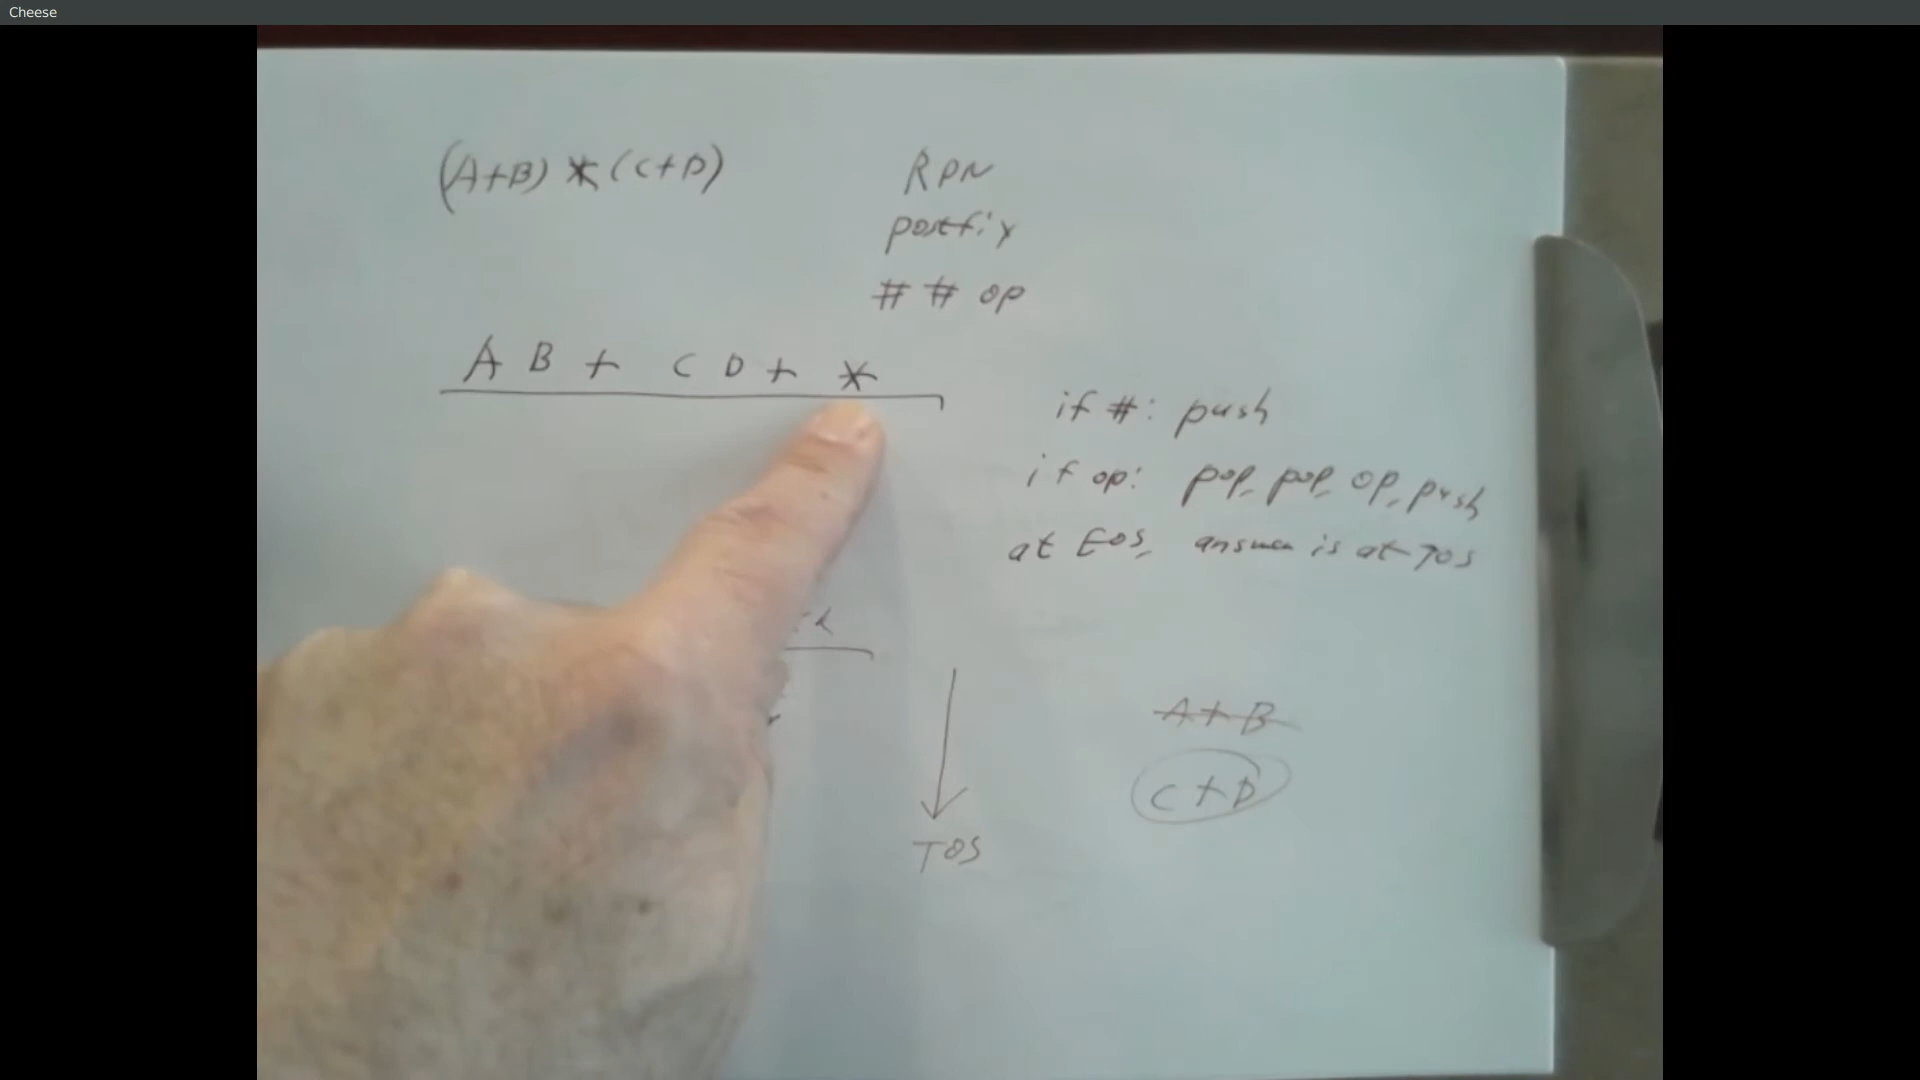 Cheese
(A+B) * (C+D)
RPN
postfix
# # op
A B + C D + *
if #: push
if op: pop, pop, op, push
at EOS, answer is at TOS
A+B
C+D
TOS